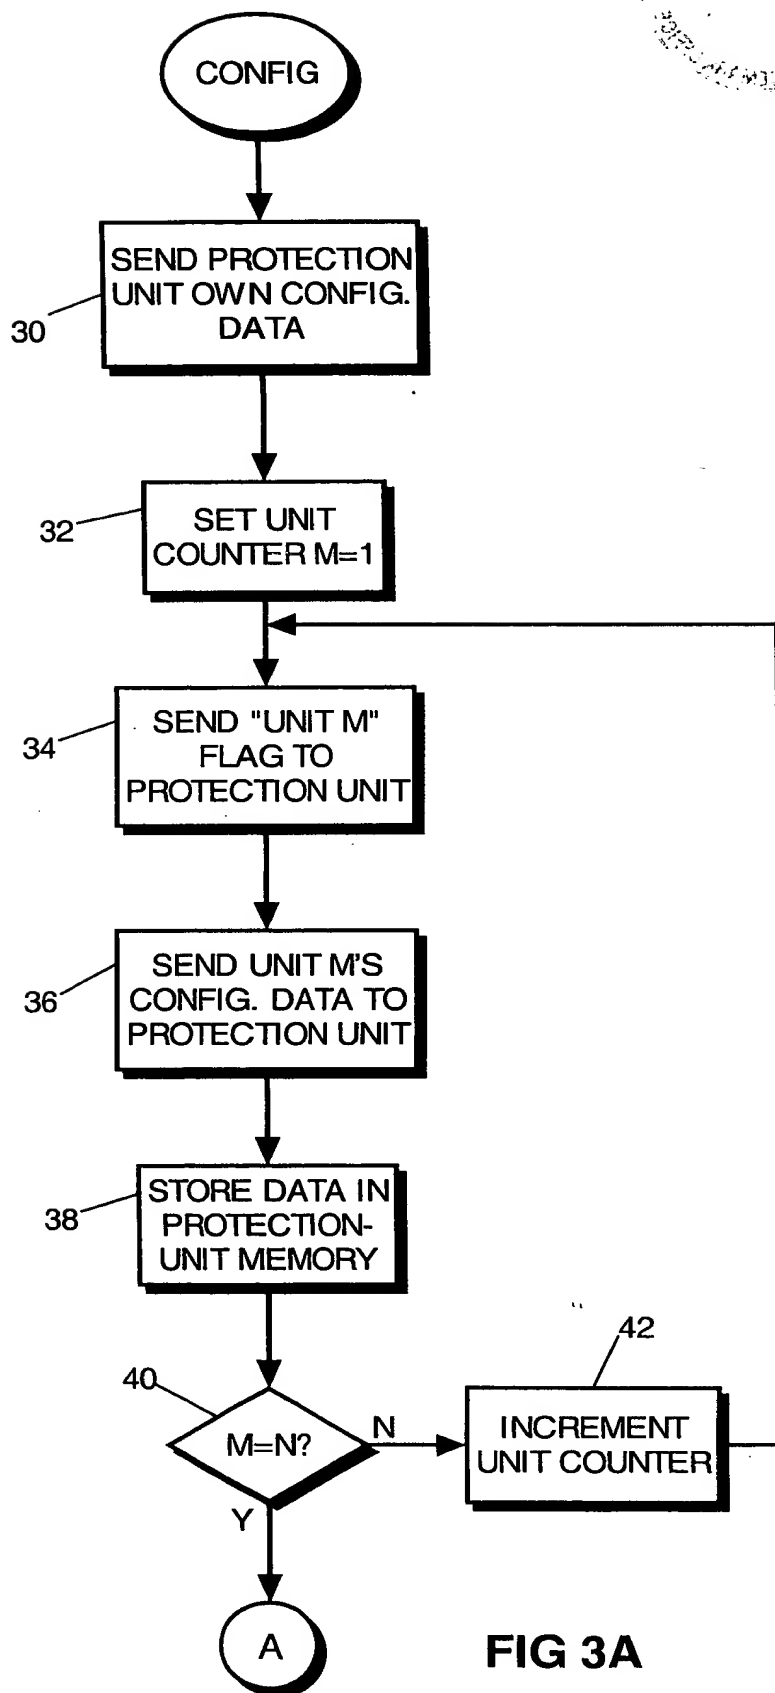 CONFIG
SEND PROTECTION
UNIT OWN CONFIG.
DATA
30
SET UNIT
COUNTER M=1
32
SEND "UNIT M"
FLAG TO
PROTECTION UNIT
34
SEND UNIT M'S
CONFIG. DATA TO
PROTECTION UNIT
36
STORE DATA IN
PROTECTION-
UNIT MEMORY
38
40
M=N?
N
Y
42
INCREMENT
UNIT COUNTER
A
FIG 3A